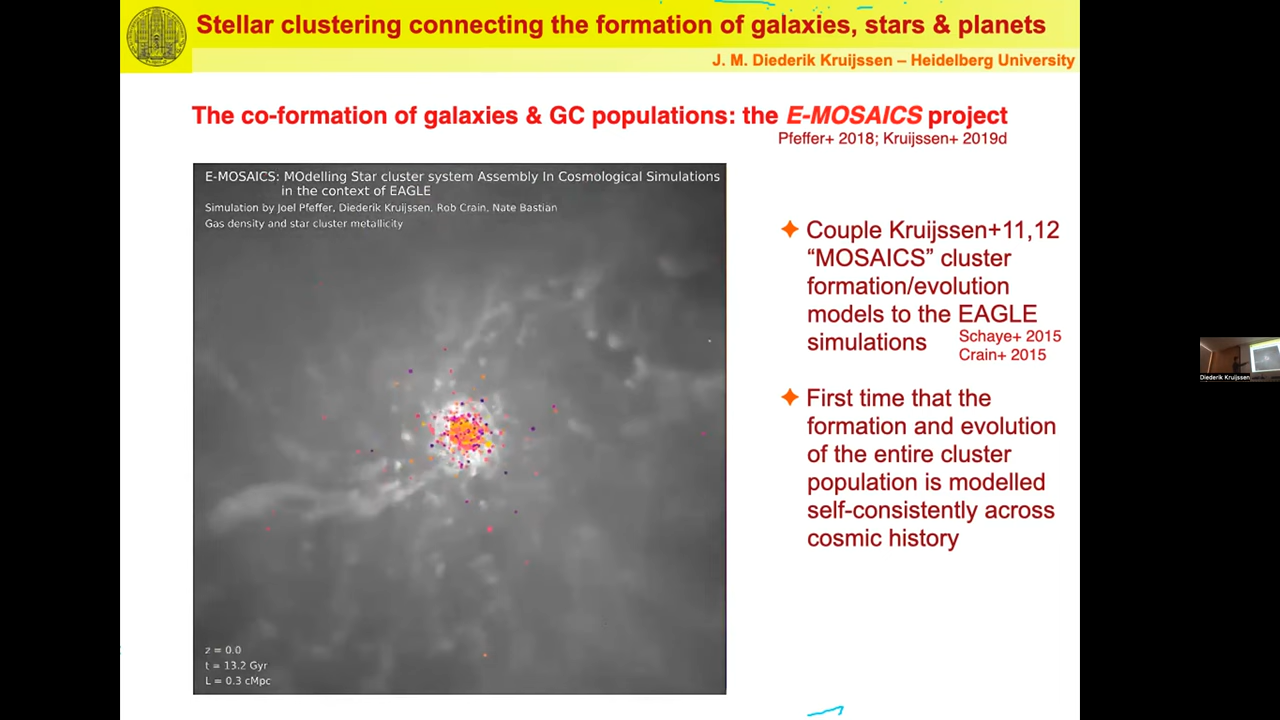 Stellar clustering connecting the formation of galaxies, stars & planets
J. M. Diederik Kruijssen – Heidelberg University
The co-formation of galaxies & GC populations: the E-MOSAICS project
Pfeffer+ 2018; Kruijssen+ 2019d
E-MOSAICS: MOdelling Star cluster system Assembly In Cosmological Simulations
in the context of EAGLE
Simulation by Joel Pfeffer, Diederik Kruijssen, Rob Crain, Nate Bastian
Gas density and star cluster metallicity
z = 0.0
t = 13.2 Gyr
L = 0.3 cMpc
✦ Couple Kruijssen+11,12
“MOSAICS” cluster
formation/evolution
models to the EAGLE
simulations
Schaye+ 2015
Crain+ 2015
✦ First time that the
formation and evolution
of the entire cluster
population is modelled
self-consistently across
cosmic history
Diederik Kruijssen